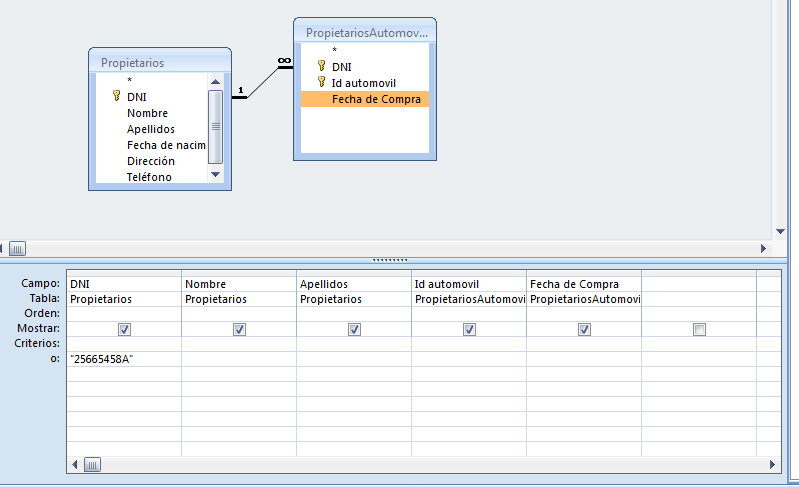 PropietariosAutomov...
*
DNI
Id automovil
Fecha de Compra
Propietarios
*
DNI
Nombre
Apellidos
Fecha de nacim
Dirección
Teléfono
1
∞
Campo: DNI Nombre Apellidos Id automovil Fecha de Compra
Tabla: Propietarios Propietarios Propietarios PropietariosAutomovi PropietariosAutomovi
Orden:
Mostrar:
Criterios:
o: "25665458A"